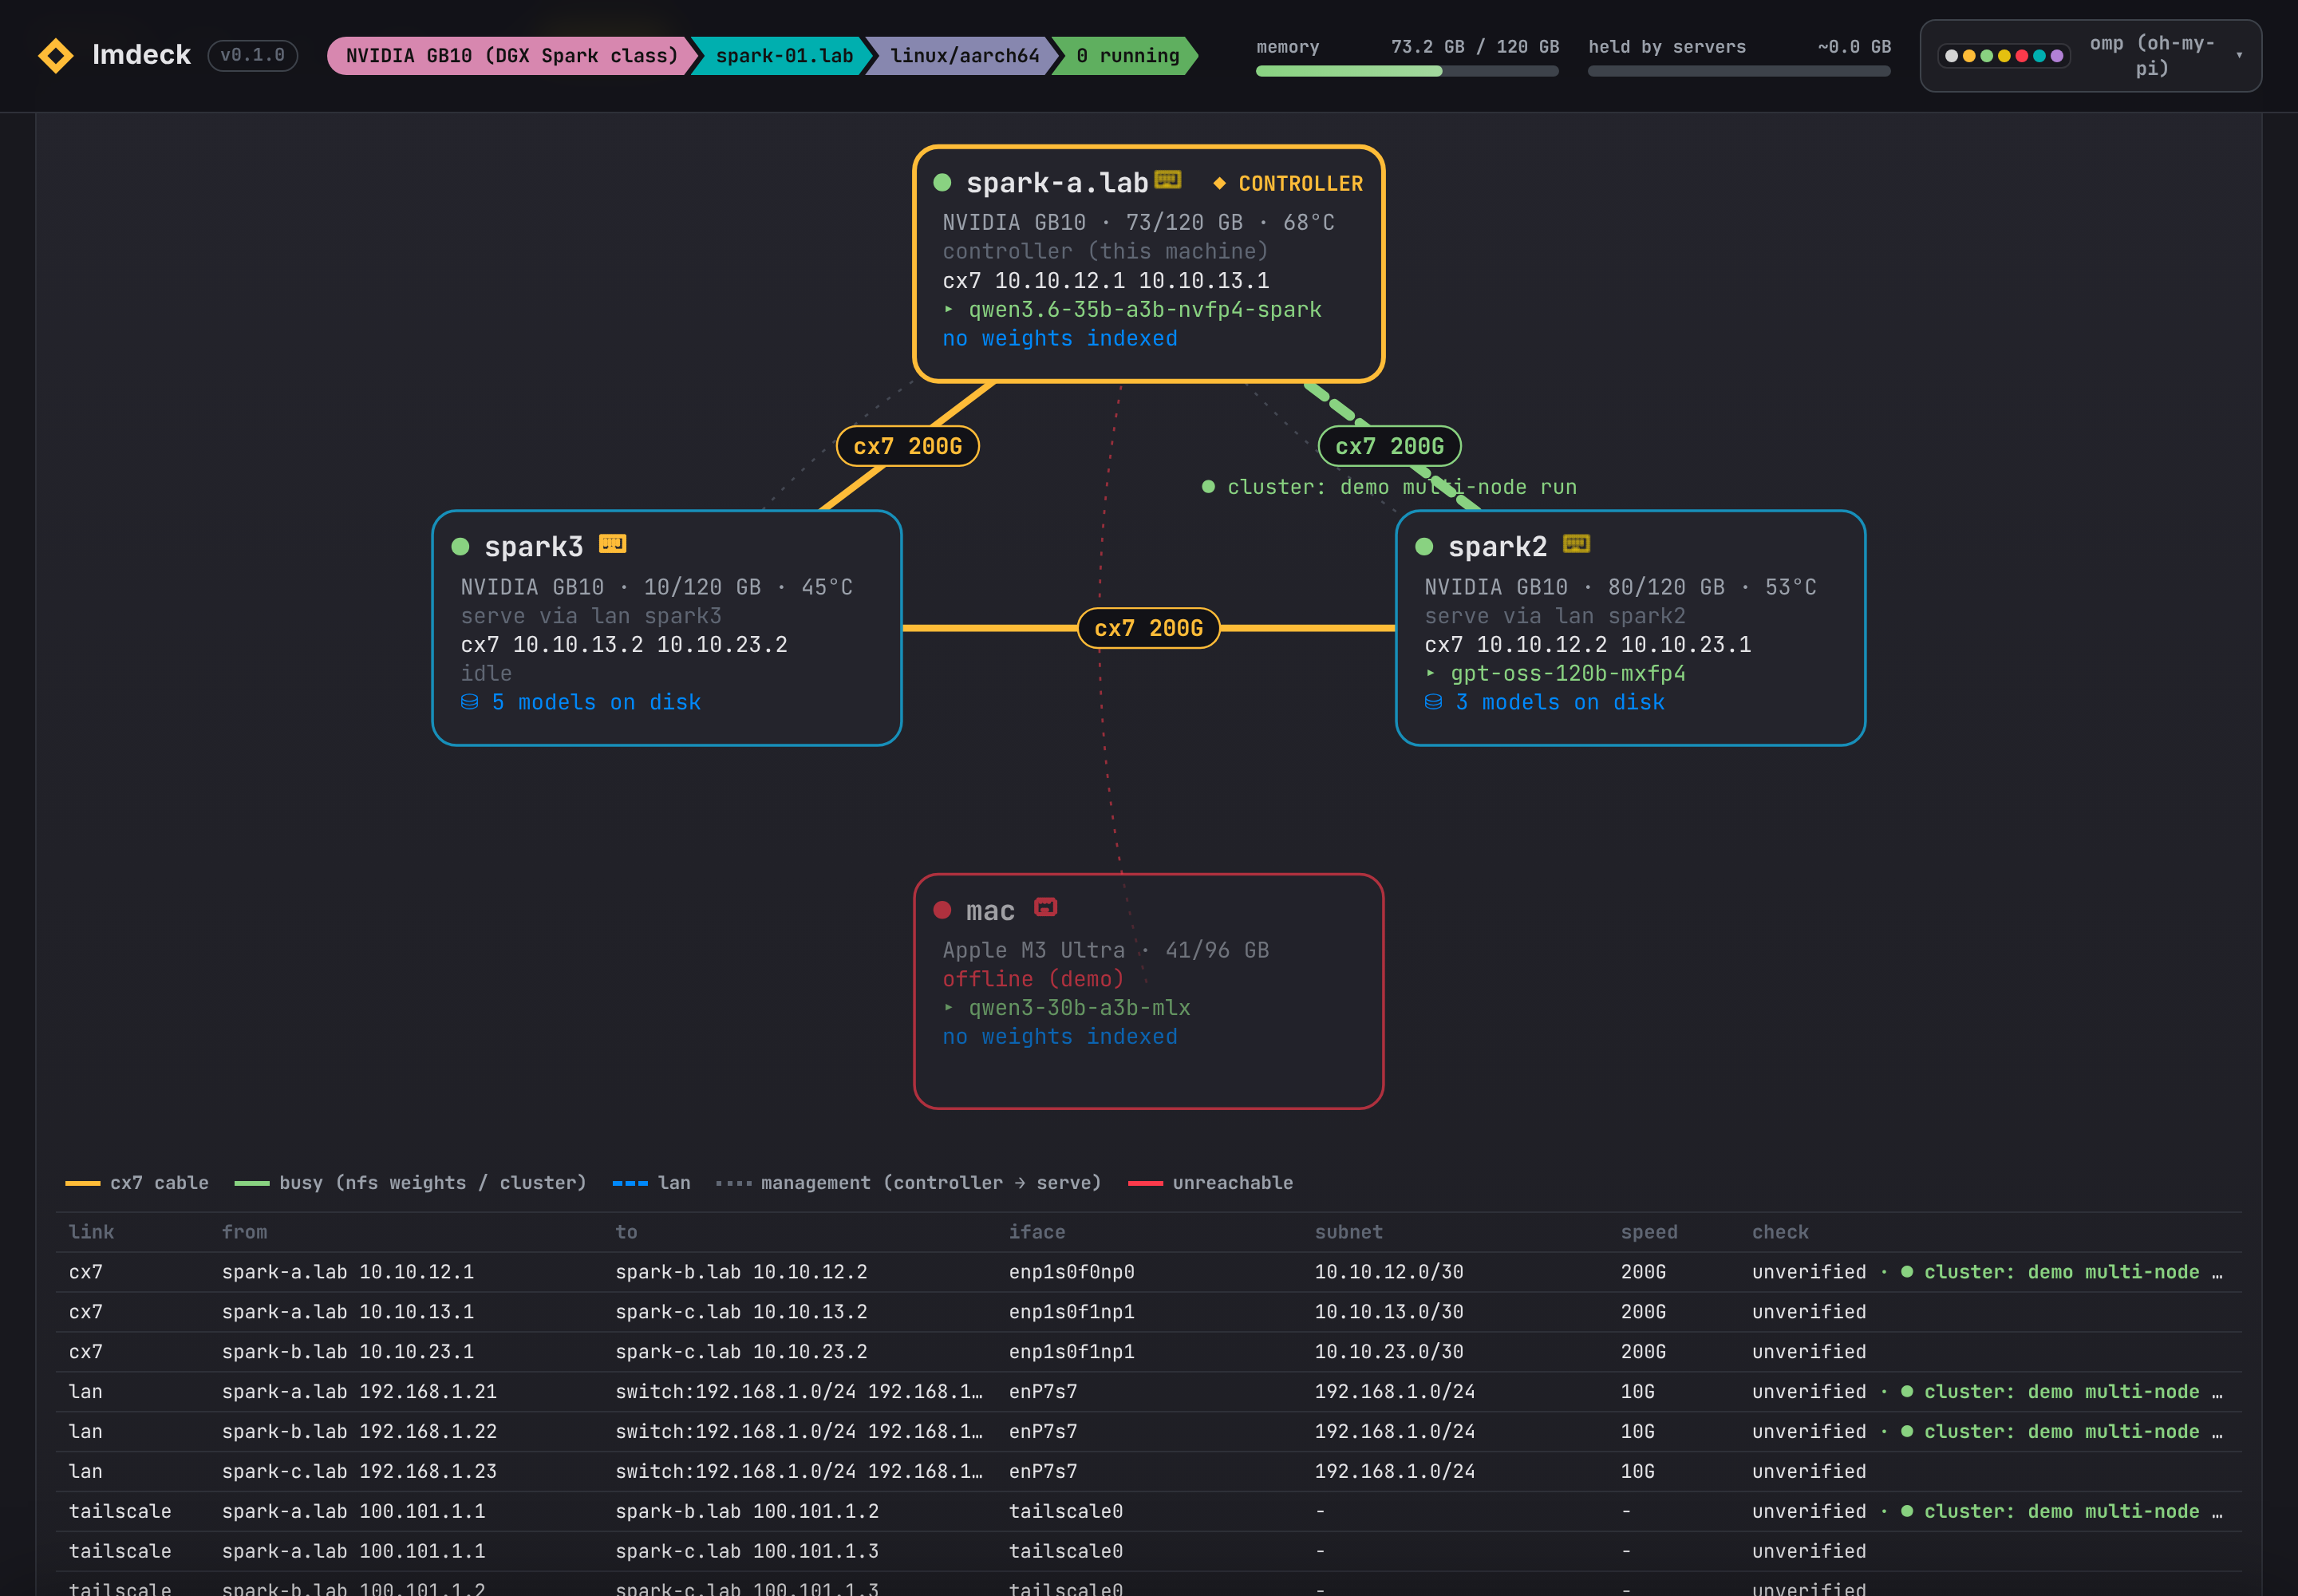 lmdeck v0.1.0 NVIDIA GB10 (DGX Spark class) spark-01.lab linux/aarch64 0 running
memory 73.2 GB / 120 GB held by servers ~0.0 GB
omp (oh-my-
pi) ▾
spark-a.lab ◆ CONTROLLER
NVIDIA GB10 · 73/120 GB · 68°C
controller (this machine)
cx7 10.10.12.1 10.10.13.1
▸ qwen3.6-35b-a3b-nvfp4-spark
no weights indexed
cx7 200G
cx7 200G
● cluster: demo multi-node run
spark3
NVIDIA GB10 · 10/120 GB · 45°C
serve via lan spark3
cx7 10.10.13.2 10.10.23.2
idle
5 models on disk
cx7 200G
spark2
NVIDIA GB10 · 80/120 GB · 53°C
serve via lan spark2
cx7 10.10.12.2 10.10.23.1
▸ gpt-oss-120b-mxfp4
3 models on disk
mac
Apple M3 Ultra · 41/96 GB
offline (demo)
▸ qwen3-30b-a3b-mlx
no weights indexed
cx7 cable busy (nfs weights / cluster) lan management (controller → serve) unreachable
link from to iface subnet speed check
cx7 spark-a.lab 10.10.12.1 spark-b.lab 10.10.12.2 enp1s0f0np0 10.10.12.0/30 200G unverified · ● cluster: demo multi-node …
cx7 spark-a.lab 10.10.13.1 spark-c.lab 10.10.13.2 enp1s0f1np1 10.10.13.0/30 200G unverified
cx7 spark-b.lab 10.10.23.1 spark-c.lab 10.10.23.2 enp1s0f1np1 10.10.23.0/30 200G unverified
lan spark-a.lab 192.168.1.21 switch:192.168.1.0/24 192.168.1… enP7s7 192.168.1.0/24 10G unverified · ● cluster: demo multi-node …
lan spark-b.lab 192.168.1.22 switch:192.168.1.0/24 192.168.1… enP7s7 192.168.1.0/24 10G unverified · ● cluster: demo multi-node …
lan spark-c.lab 192.168.1.23 switch:192.168.1.0/24 192.168.1… enP7s7 192.168.1.0/24 10G unverified
tailscale spark-a.lab 100.101.1.1 spark-b.lab 100.101.1.2 tailscale0 - - unverified · ● cluster: demo multi-node …
tailscale spark-a.lab 100.101.1.1 spark-c.lab 100.101.1.3 tailscale0 - - unverified
tailscale spark-b.lab 100.101.1.2 spark-c.lab 100.101.1.3 tailscale0 - - unverified